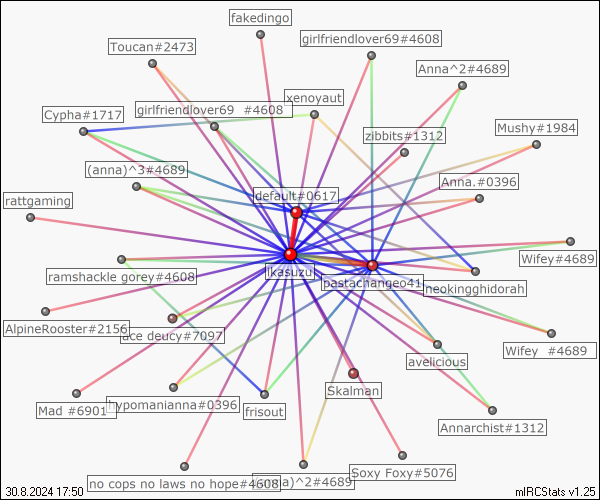 fakedingo
girlfriendlover69#4608
Toucan#2473
Anna^2#4689
xenoyaut
girlfriendlover69 #4608
Cypha#1717
zibbits#1312
Mushy#1984
(anna)^3#4689
Anna.#0396
default#0617
rattgaming
Wifey#4689
likasuzu
ramshackle gorey#4608
pastachangeo41
neokingghidorah
AlpineRooster#2156
ace deucy#7097
Wifey #4689
avelicious
Skalman
Mad #6901
hypomanianna#0396
frisout
Annarchist#1312
Soxy Foxy#5076
no cops no laws no hope#4608
)^2#4689
30.8.2024 17:50
mIRCStats v1.25